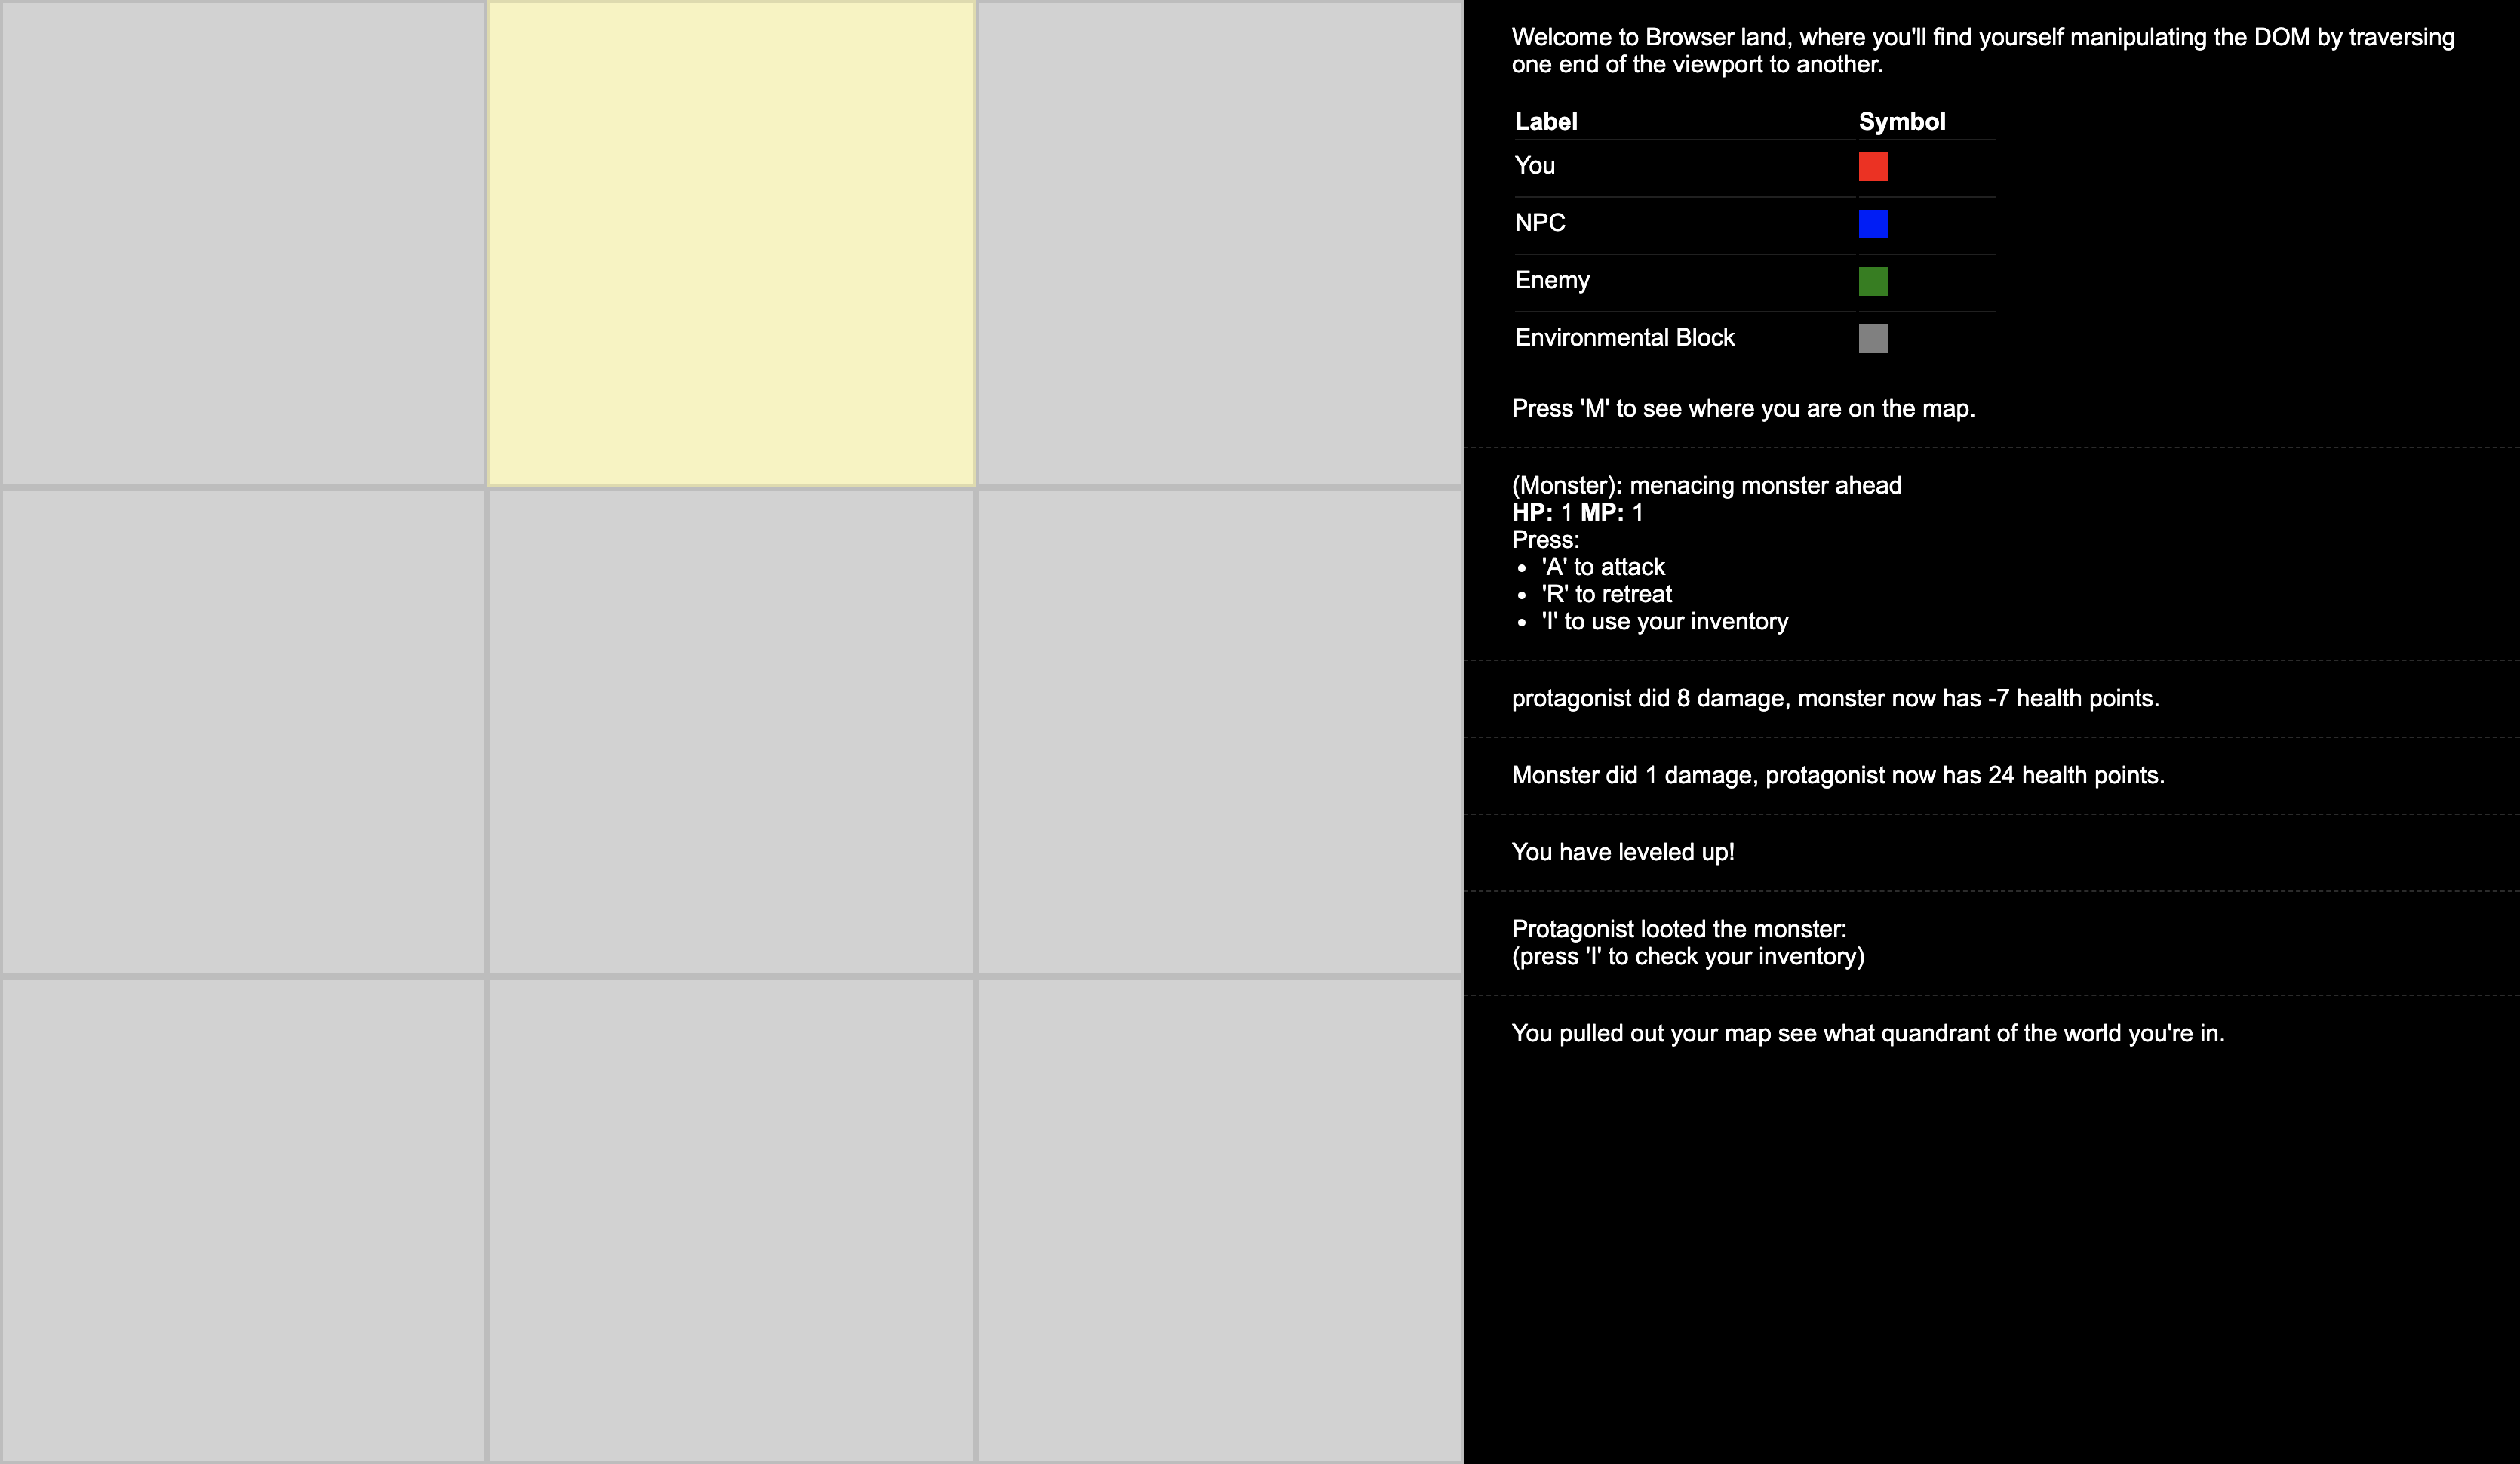 Welcome to Browser land, where you'll find yourself manipulating the DOM by traversing
one end of the viewport to another.
Label Symbol
You
NPC
Enemy
Environmental Block
Press 'M' to see where you are on the map.
(Monster): menacing monster ahead
HP: 1 MP: 1
Press:
• 'A' to attack
• 'R' to retreat
• 'I' to use your inventory
protagonist did 8 damage, monster now has -7 health points.
Monster did 1 damage, protagonist now has 24 health points.
You have leveled up!
Protagonist looted the monster:
(press 'I' to check your inventory)
You pulled out your map see what quandrant of the world you're in.